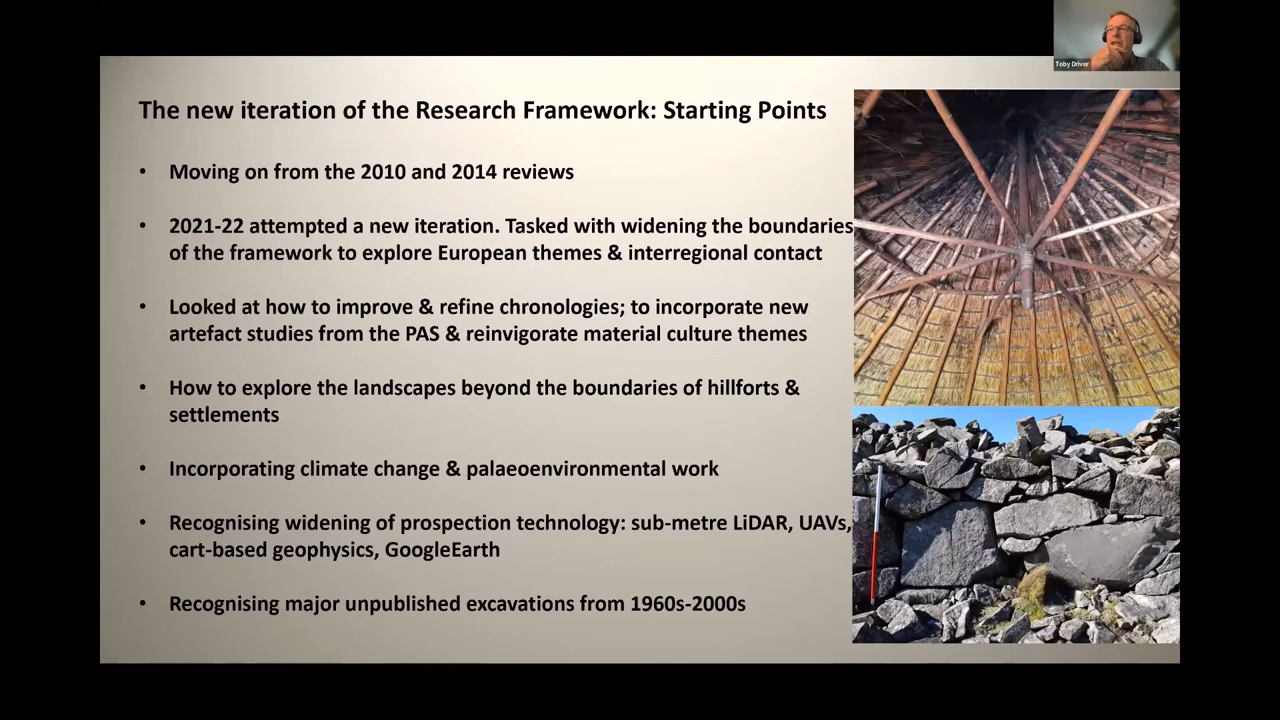 Toby Driver
The new iteration of the Research Framework: Starting Points
• Moving on from the 2010 and 2014 reviews
• 2021-22 attempted a new iteration. Tasked with widening the boundaries
of the framework to explore European themes & interregional contact
• Looked at how to improve & refine chronologies; to incorporate new
artefact studies from the PAS & reinvigorate material culture themes
• How to explore the landscapes beyond the boundaries of hillforts &
settlements
• Incorporating climate change & palaeoenvironmental work
• Recognising widening of prospection technology: sub-metre LiDAR, UAVs,
cart-based geophysics, GoogleEarth
• Recognising major unpublished excavations from 1960s-2000s